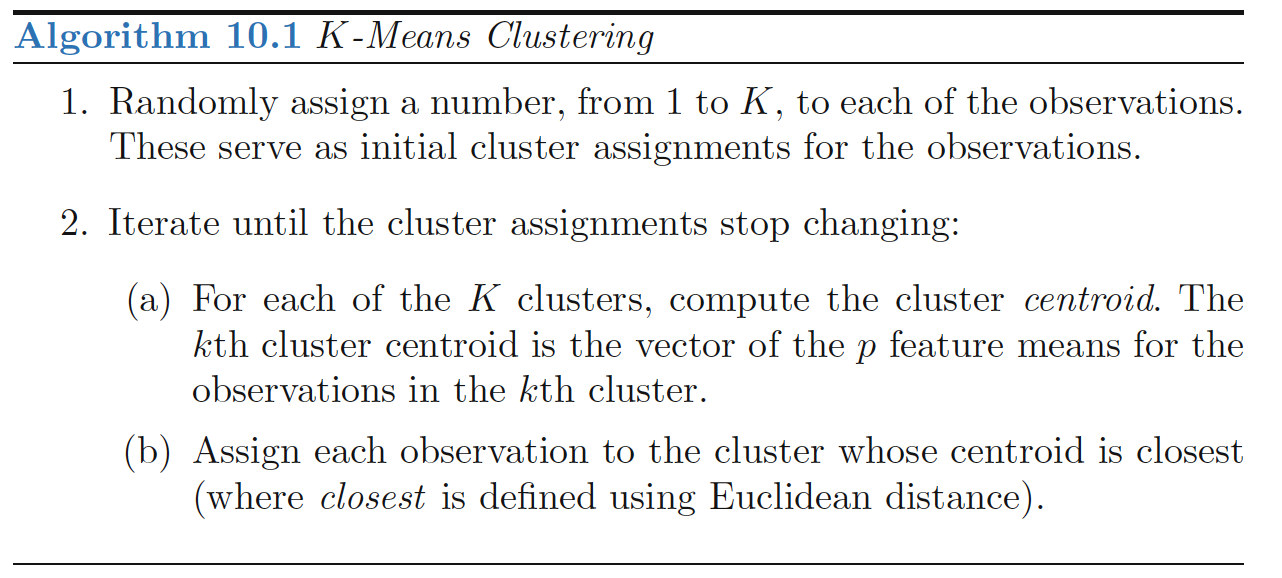 Algorithm 10.1 K-Means Clustering
1. Randomly assign a number, from 1 to K, to each of the observations.
These serve as initial cluster assignments for the observations.
2. Iterate until the cluster assignments stop changing:
(a) For each of the K clusters, compute the cluster centroid. The
kth cluster centroid is the vector of the p feature means for the
observations in the kth cluster.
(b) Assign each observation to the cluster whose centroid is closest
(where closest is defined using Euclidean distance).